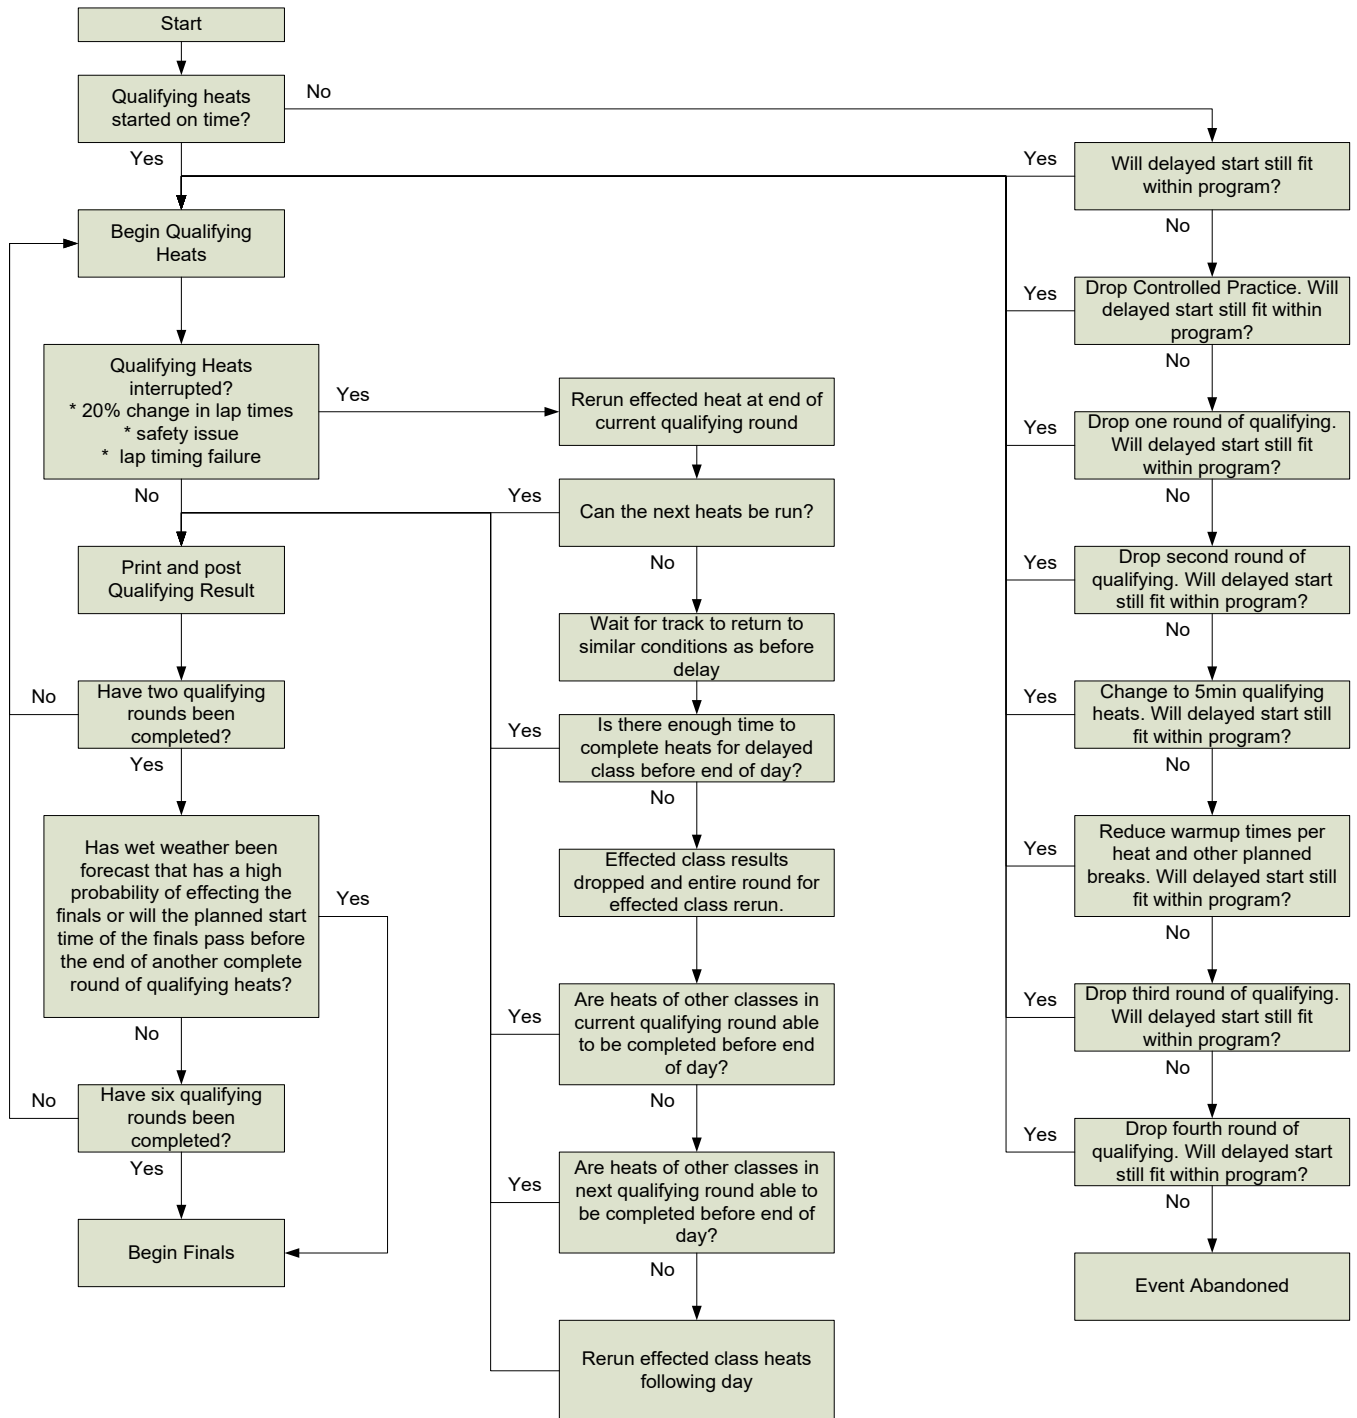 Start
Qualifying heats
started on time?
No
Yes
Begin Qualifying
Heats
Qualifying Heats
interrupted?
* 20% change in lap times
* safety issue
* lap timing failure
Yes
No
Print and post
Qualifying Result
No
Have two qualifying
rounds been
completed?
Yes
Has wet weather been
forecast that has a high
probability of effecting the
finals or will the planned start
time of the finals pass before
the end of another complete
round of qualifying heats?
Yes
No
No
Have six qualifying
rounds been
completed?
Yes
Begin Finals
Rerun effected heat at end of
current qualifying round
Yes
Can the next heats be run?
No
Wait for track to return to
similar conditions as before
delay
Yes
Is there enough time to
complete heats for delayed
class before end of day?
No
Effected class results
dropped and entire round for
effected class rerun.
Yes
Are heats of other classes in
current qualifying round able
to be completed before end
of day?
No
Yes
Are heats of other classes in
next qualifying round able to
be completed before end of
day?
No
Rerun effected class heats
following day
Yes
Will delayed start still fit
within program?
No
Yes
Drop Controlled Practice. Will
delayed start still fit within
program?
No
Yes
Drop one round of qualifying.
Will delayed start still fit
within program?
No
Yes
Drop second round of
qualifying. Will delayed start
still fit within program?
No
Yes
Change to 5min qualifying
heats. Will delayed start still
fit within program?
No
Yes
Reduce warmup times per
heat and other planned
breaks. Will delayed start still
fit within program?
No
Yes
Drop third round of qualifying.
Will delayed start still fit
within program?
No
Yes
Drop fourth round of
qualifying. Will delayed start
still fit within program?
No
Event Abandoned